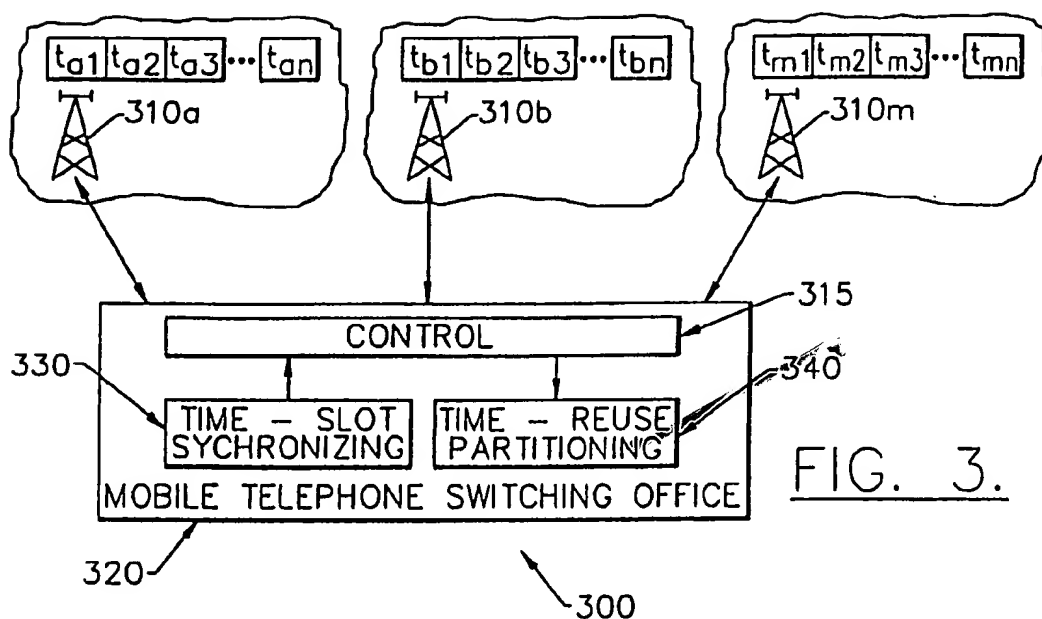 ta1 ta2 ta3 ••• tan
tb1 tb2 tb3 ••• tbn
tm1 tm2 tm3 ••• tmn
310a
310b
310m
315
CONTROL
330
340
TIME – SLOT
SYCHRONIZING
TIME – REUSE
PARTITIONING
MOBILE TELEPHONE SWITCHING OFFICE
FIG. 3.
320
300